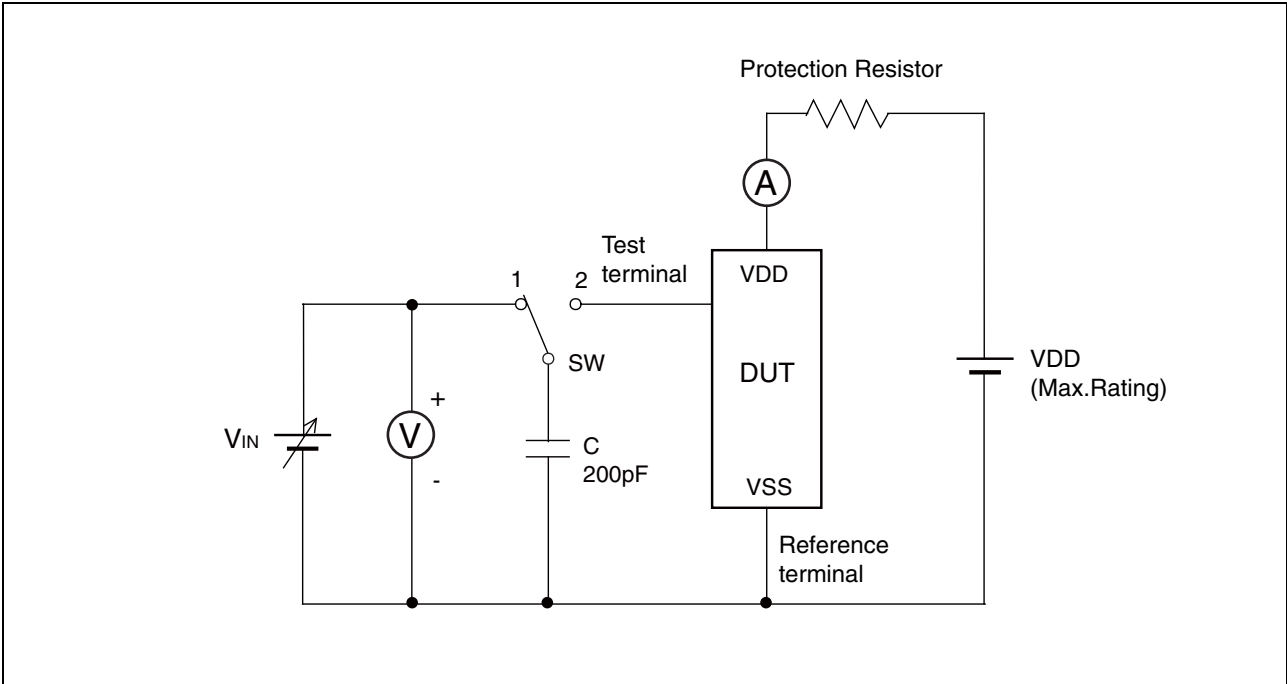 Protection Resistor
A
Test
terminal
VDD
1
2
SW
DUT
VDD
(Max.Rating)
+
VIN
V
-
C
200pF
VSS
Reference
terminal